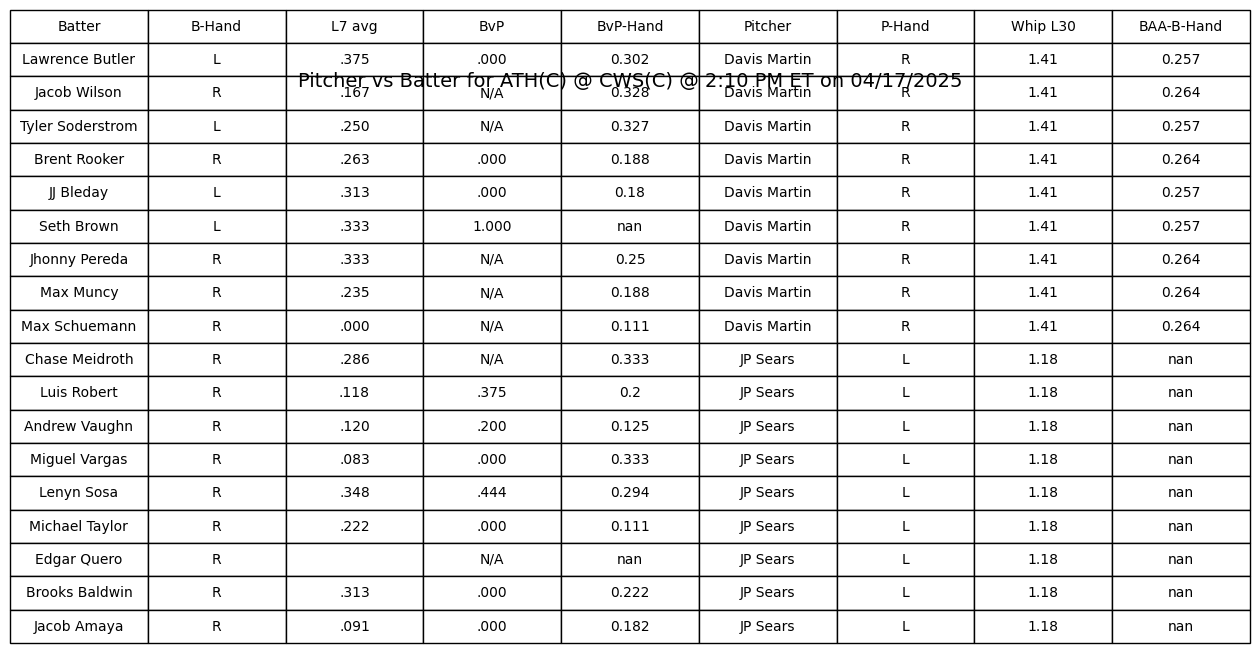 Batter B-Hand L7 avg BvP BvP-Hand Pitcher P-Hand Whip L30 BAA-B-Hand
Lawrence Butler L .375 .000 0.302 Davis Martin R 1.41 0.257
Pitcher vs Batter for ATH(C) @ CWS(C) @ 2:10 PM ET on 04/17/2025
Jacob Wilson R .167 N/A 0.328 Davis Martin R 1.41 0.264
Tyler Soderstrom L .250 N/A 0.327 Davis Martin R 1.41 0.257
Brent Rooker R .263 .000 0.188 Davis Martin R 1.41 0.264
JJ Bleday L .313 .000 0.18 Davis Martin R 1.41 0.257
Seth Brown L .333 1.000 nan Davis Martin R 1.41 0.257
Jhonny Pereda R .333 N/A 0.25 Davis Martin R 1.41 0.264
Max Muncy R .235 N/A 0.188 Davis Martin R 1.41 0.264
Max Schuemann R .000 N/A 0.111 Davis Martin R 1.41 0.264
Chase Meidroth R .286 N/A 0.333 JP Sears L 1.18 nan
Luis Robert R .118 .375 0.2 JP Sears L 1.18 nan
Andrew Vaughn R .120 .200 0.125 JP Sears L 1.18 nan
Miguel Vargas R .083 .000 0.333 JP Sears L 1.18 nan
Lenyn Sosa R .348 .444 0.294 JP Sears L 1.18 nan
Michael Taylor R .222 .000 0.111 JP Sears L 1.18 nan
Edgar Quero R N/A nan JP Sears L 1.18 nan
Brooks Baldwin R .313 .000 0.222 JP Sears L 1.18 nan
Jacob Amaya R .091 .000 0.182 JP Sears L 1.18 nan